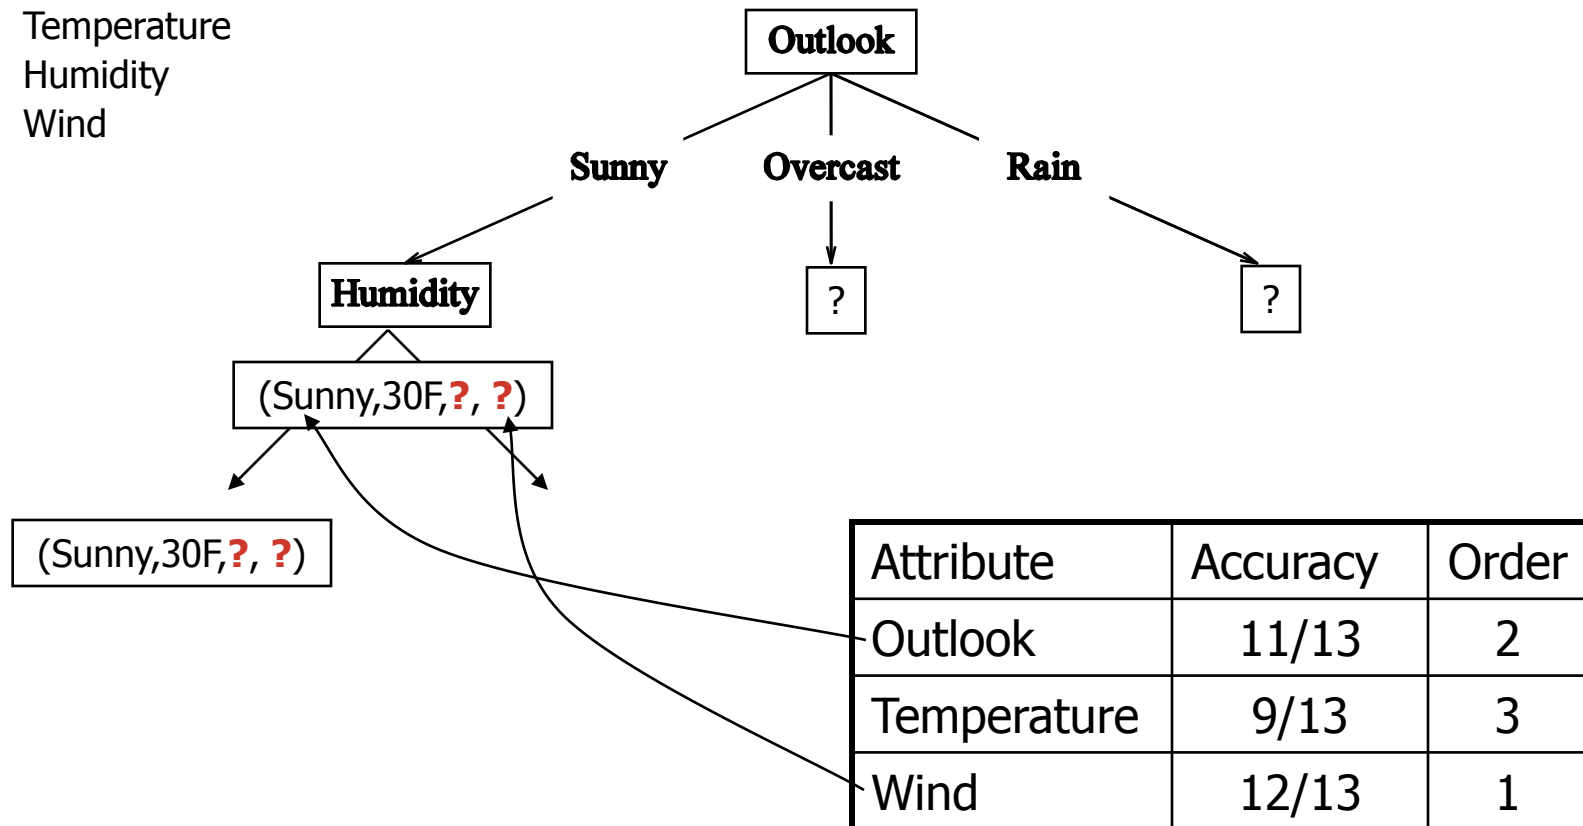 Temperature
Humidity
Wind
Outlook
Sunny Overcast Rain
Humidity
?
?
(Sunny,30F,?, ?)
(Sunny,30F,?, ?)
Attribute Accuracy Order
Outlook 11/13 2
Temperature 9/13 3
Wind 12/13 1